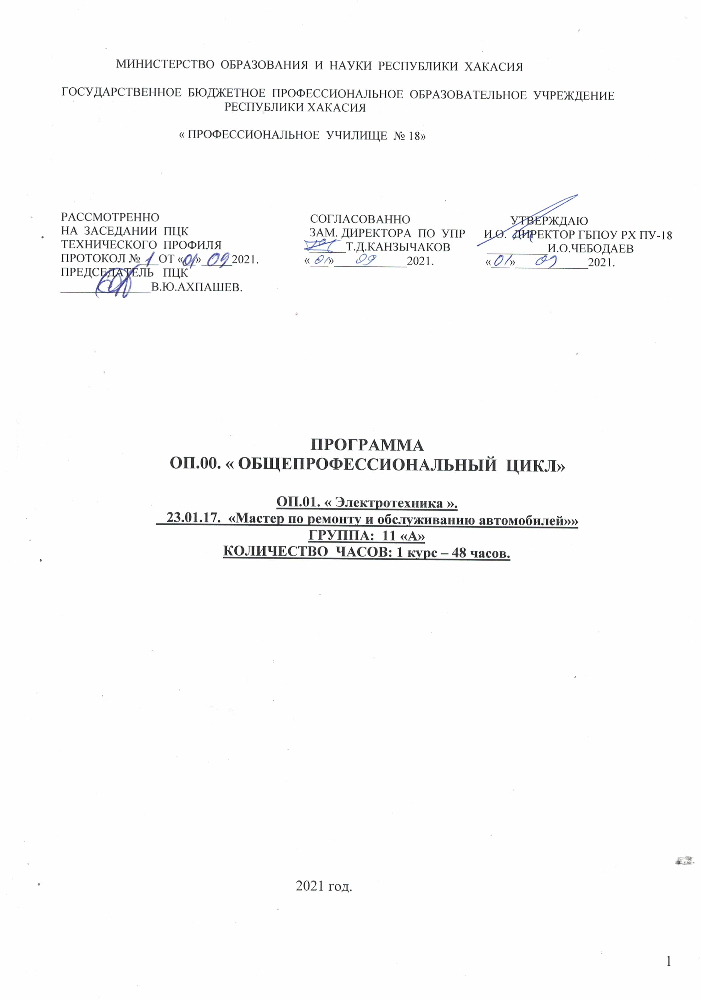 МИНИСТЕРСТВО ОБРАЗОВАНИЯ И НАУКИ РЕСПУБЛИКИ ХАКАСИЯ
ГОСУДАРСТВЕННОЕ БЮДЖЕТНОЕ ПРОФЕССИОНАЛЬНОЕ ОБРАЗОВАТЕЛЬНОЕ УЧРЕЖДЕНИЕ
РЕСПУБЛИКИ ХАКАСИЯ
« ПРОФЕССИОНАЛЬНОЕ УЧИЛИЩЕ № 18»
РАССМОТРЕННО
НА ЗАСЕДАНИИ ПЦК
ТЕХНИЧЕСКОГО ПРОФИЛЯ
ПРОТОКОЛ № 1 ОТ «01» 09 2021.
ПРЕДСЕДАТЕЛЬ ПЦК
_______________В.Ю.АХПАШЕВ.
СОГЛАСОВАННО
ЗАМ. ДИРЕКТОРА ПО УПР
______Т.Д.КАНЗЫЧАКОВ
«01» 09 2021.
УТВЕРЖДАЮ
И.О. ДИРЕКТОР ГБПОУ РХ ПУ-18
__________И.О.ЧЕБОДАЕВ
«01» 09 2021.
ПРОГРАММА
ОП.00. « ОБЩЕПРОФЕССИОНАЛЬНЫЙ ЦИКЛ»
ОП.01. « Электротехника ».
23.01.17. «Мастер по ремонту и обслуживанию автомобилей»»
ГРУППА: 11 «А»
КОЛИЧЕСТВО ЧАСОВ: 1 курс – 48 часов.
2021 год.
1